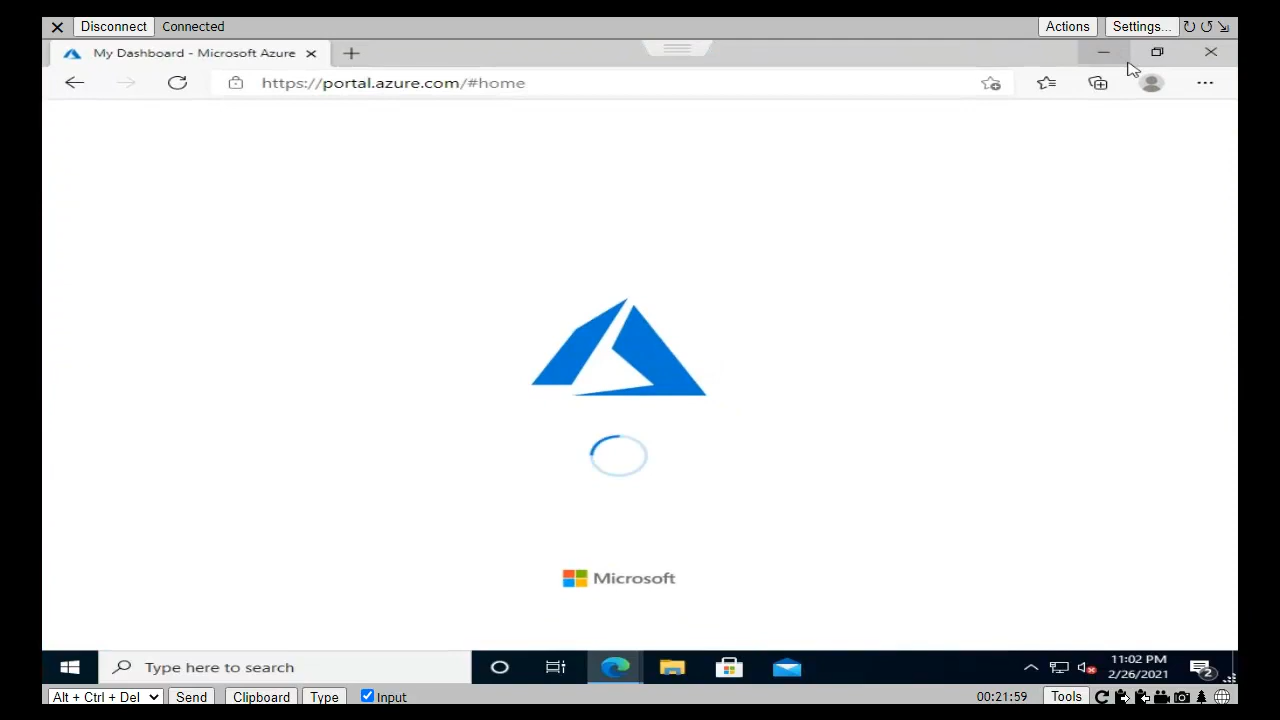 Disconnect Connected Actions Settings...
My Dashboard - Microsoft Azure
https://portal.azure.com/#home
Microsoft
Type here to search
11:02 PM
2/26/2021
2
Alt + Ctrl + Del Send Clipboard Type Input 00:21:59 Tools